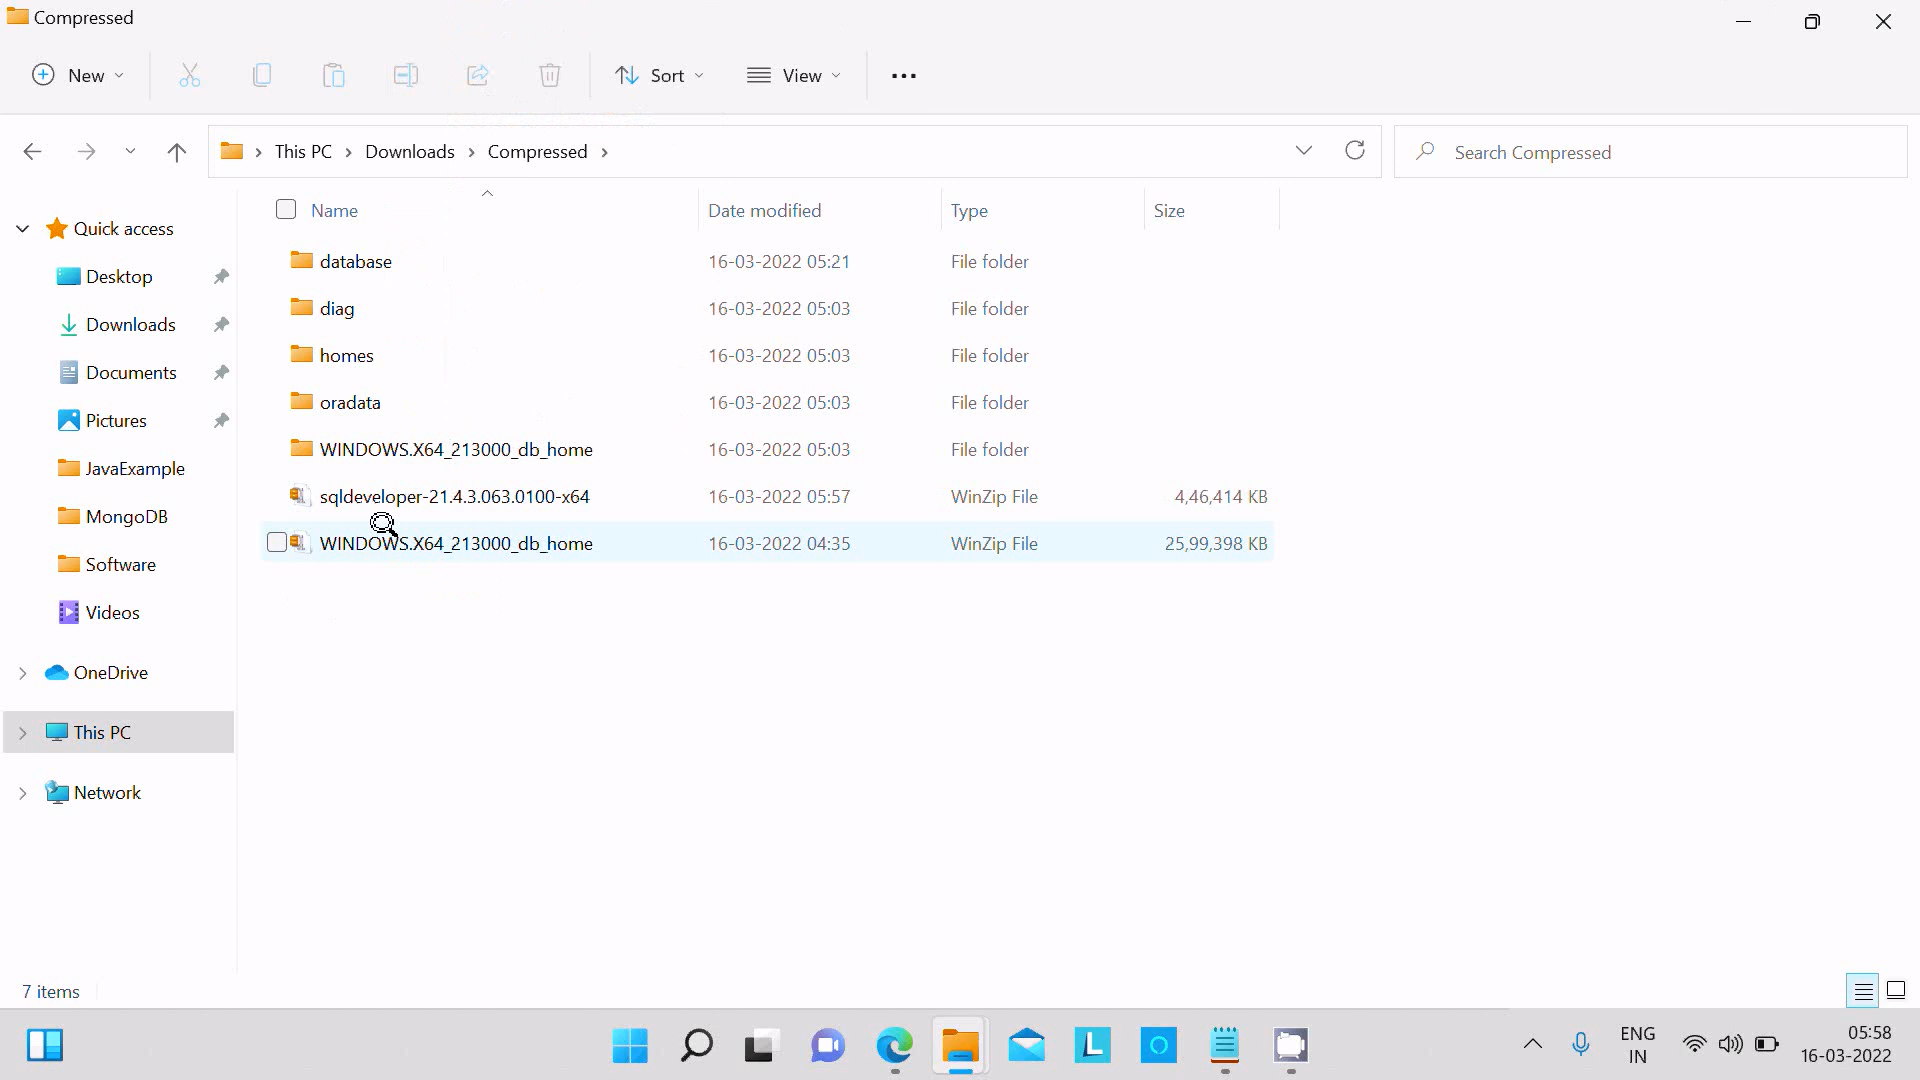 Compressed
New
Sort
View
This PC
Downloads
Compressed
Search Compressed
Name
Date modified
Type
Size
Quick access
Desktop
Downloads
Documents
Pictures
JavaExample
MongoDB
Software
Videos
OneDrive
This PC
Network
database 16-03-2022 05:21 File folder
diag 16-03-2022 05:03 File folder
homes 16-03-2022 05:03 File folder
oradata 16-03-2022 05:03 File folder
WINDOWS.X64_213000_db_home 16-03-2022 05:03 File folder
sqldeveloper-21.4.3.063.0100-x64 16-03-2022 05:57 WinZip File 4,46,414 KB
WINDOWS.X64_213000_db_home 16-03-2022 04:35 WinZip File 25,99,398 KB
7 items
L
ENG
IN
05:58
16-03-2022